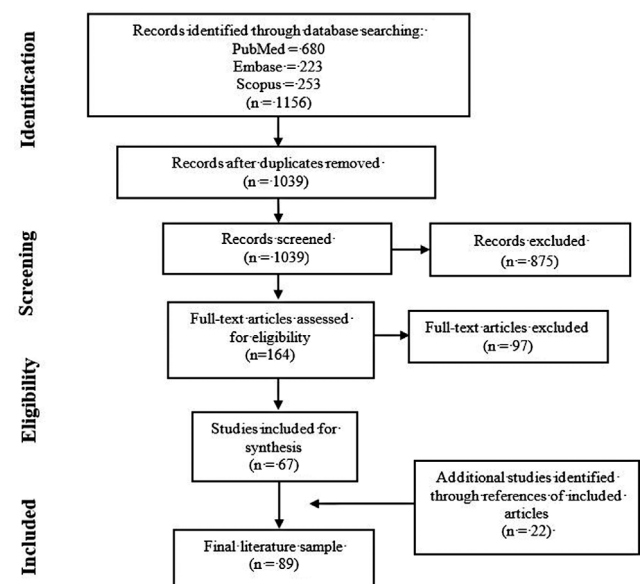 Identification
Records identified through database searching:
PubMed = 680
Embase = 223
Scopus = 253
(n = 1156)
Records after duplicates removed
(n = 1039)
Screening
Records screened
(n = 1039)
Records excluded
(n = 875)
Eligibility
Full-text articles assessed
for eligibility
(n=164)
Full-text articles excluded
(n = 97)
Studies included for
synthesis
(n = 67)
Included
Additional studies identified
through references of included
articles
(n = 22)
Final literature sample
(n = 89)